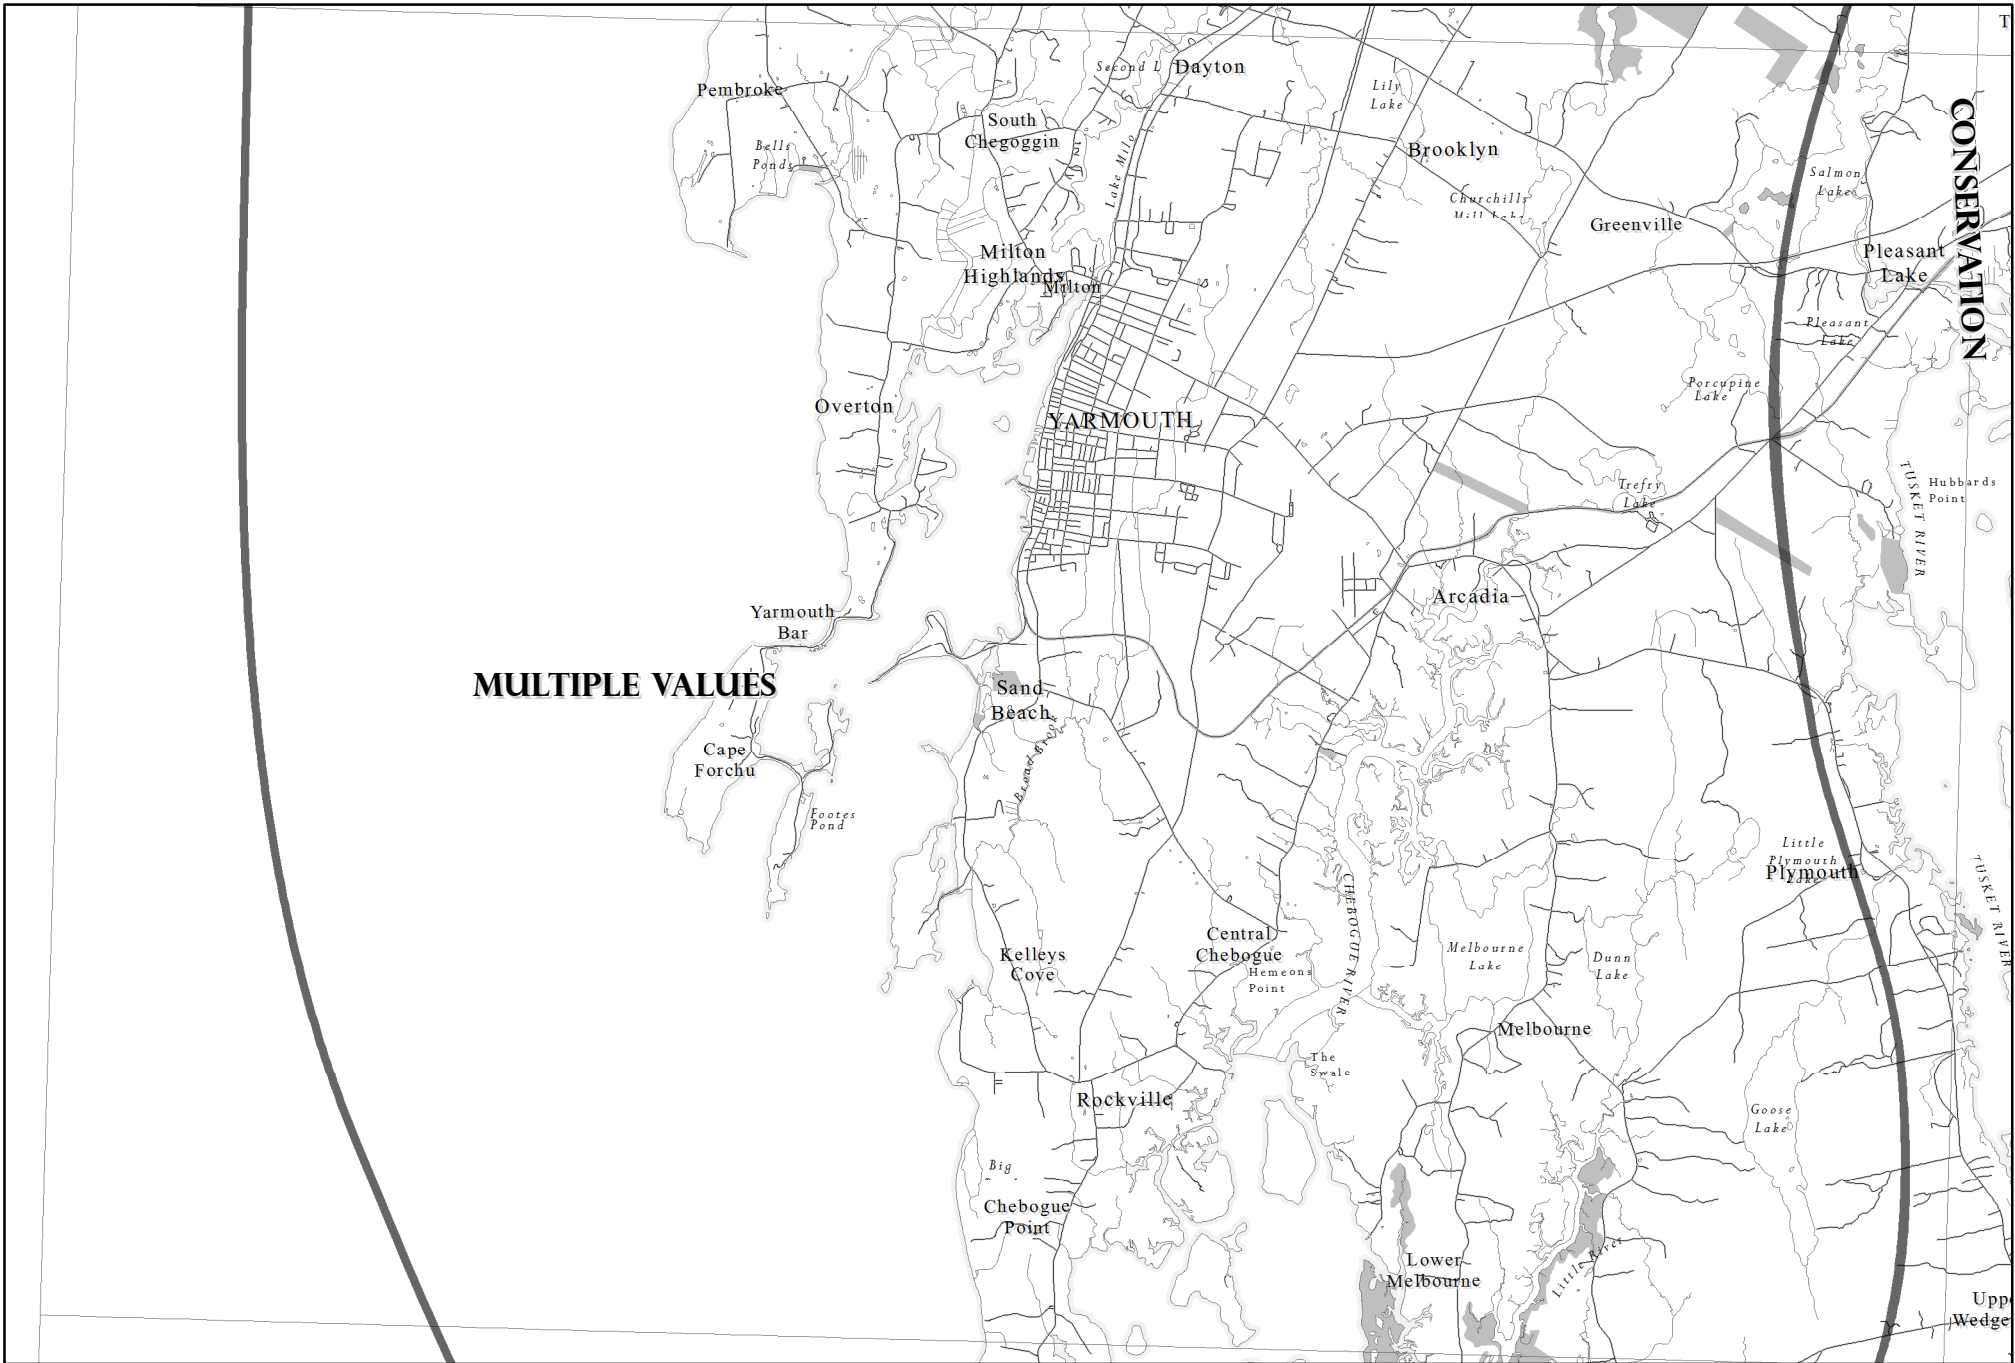 T
Second L
Dayton
Pembroke
Lily
Lake
South
Chegoggin
Bells
Ponds
Lake Milo
Brooklyn
CONSERVATION
Salmon
Lake
Churchills
Mill Lake
Greenville
Milton
Highlands
Milton
Pleasant
Lake
Pleasant
Lake
Porcupine
Lake
Overton
YARMOUTH
Trefry
Lake
TUSKET RIVER
Hubbards
Point
Arcadia
Yarmouth
Bar
MULTIPLE VALUES
Sand
Beach
Broad Brook
Cape
Forchu
Footes
Pond
Little
Plymouth
Lake
Plymouth
TUSKET RIVER
CHEBOGUE RIVER
Central
Chebogue
Hemeons
Point
Melbourne
Lake
Dunn
Lake
Kelleys
Cove
Melbourne
The
Swale
Rockville
Goose
Lake
Big
Chebogue
Point
Lower
Melbourne
Little River
Upp
Wedge